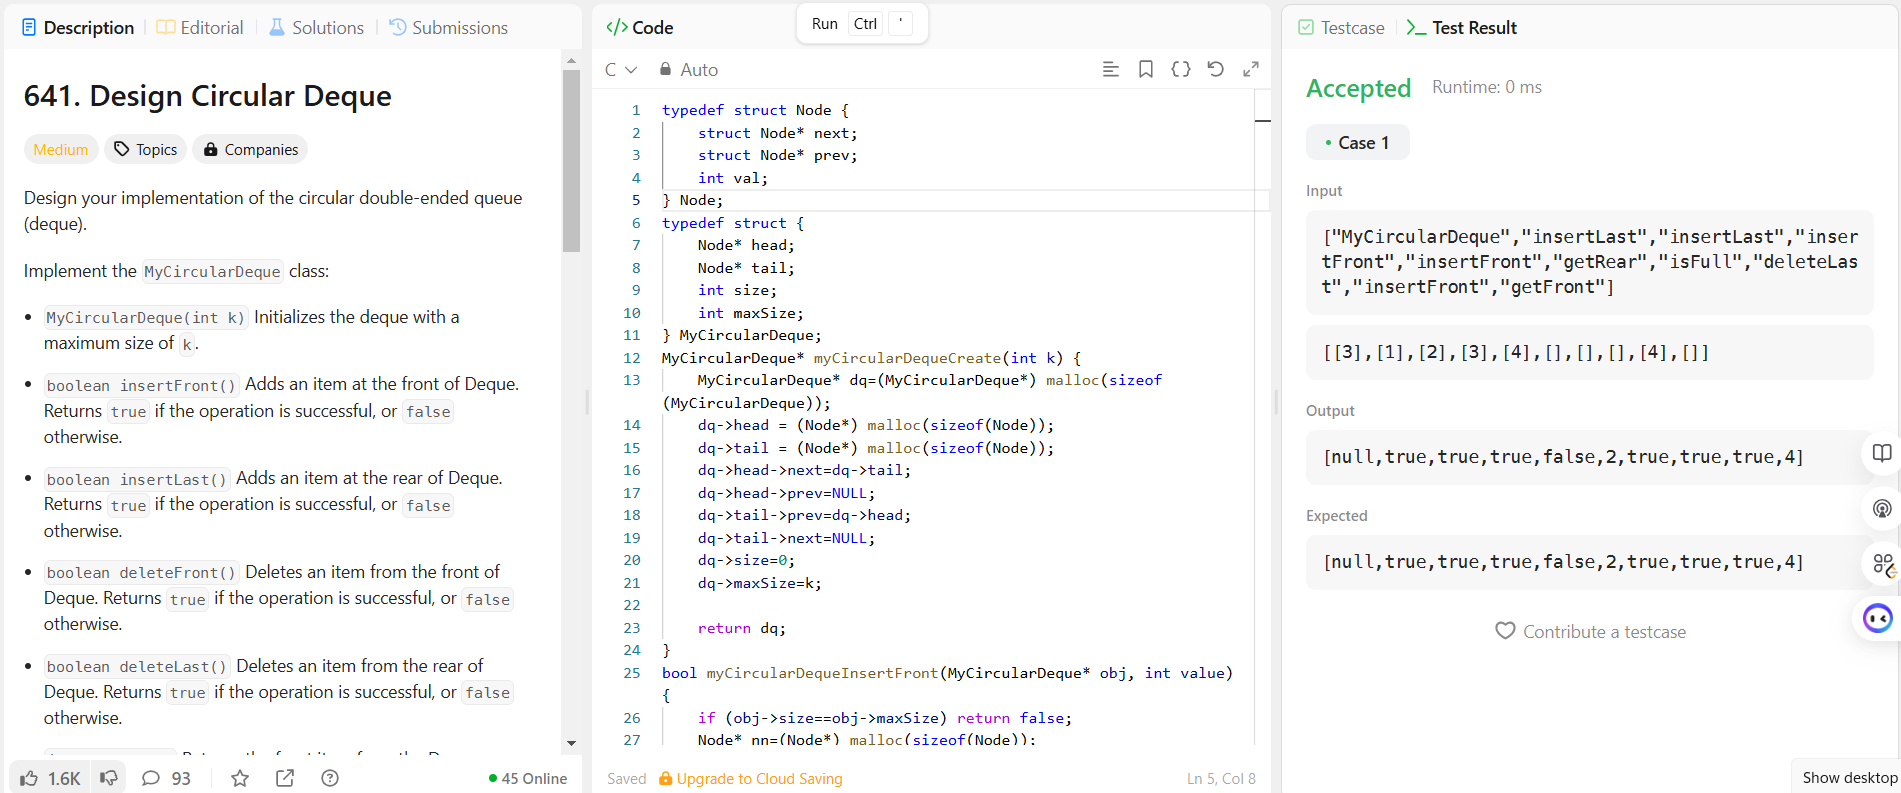 Description
Editorial
Solutions
Submissions
641. Design Circular Deque
Medium
Topics
Companies
Design your implementation of the circular double-ended queue
(deque).
Implement the MyCircularDeque class:
• MyCircularDeque(int k) Initializes the deque with a
maximum size of k.
• boolean insertFront() Adds an item at the front of Deque.
Returns true if the operation is successful, or false
otherwise.
• boolean insertLast() Adds an item at the rear of Deque.
Returns true if the operation is successful, or false
otherwise.
• boolean deleteFront() Deletes an item from the front of
Deque. Returns true if the operation is successful, or false
otherwise.
• boolean deleteLast() Deletes an item from the rear of
Deque. Returns true if the operation is successful, or false
otherwise.
1.6K
93
45 Online
Code
Run Ctrl '
C
Auto
1 typedef struct Node {
2 struct Node* next;
3 struct Node* prev;
4 int val;
5 } Node;
6 typedef struct {
7 Node* head;
8 Node* tail;
9 int size;
10 int maxSize;
11 } MyCircularDeque;
12 MyCircularDeque* myCircularDequeCreate(int k) {
13 MyCircularDeque* dq=(MyCircularDeque*) malloc(sizeof
(MyCircularDeque));
14 dq->head = (Node*) malloc(sizeof(Node));
15 dq->tail = (Node*) malloc(sizeof(Node));
16 dq->head->next=dq->tail;
17 dq->head->prev=NULL;
18 dq->tail->prev=dq->head;
19 dq->tail->next=NULL;
20 dq->size=0;
21 dq->maxSize=k;
22
23 return dq;
24 }
25 bool myCircularDequeInsertFront(MyCircularDeque* obj, int value)
{
26 if (obj->size==obj->maxSize) return false;
27 Node* nn=(Node*) malloc(sizeof(Node));
Saved
Upgrade to Cloud Saving
Ln 5, Col 8
Testcase
Test Result
Accepted
Runtime: 0 ms
• Case 1
Input
["MyCircularDeque","insertLast","insertLast","inser
tFront","insertFront","getRear","isFull","deleteLas
t","insertFront","getFront"]
[[3],[1],[2],[3],[4],[],[],[],[4],[]]
Output
[null,true,true,true,false,2,true,true,true,4]
Expected
[null,true,true,true,false,2,true,true,true,4]
Contribute a testcase
Show desktop